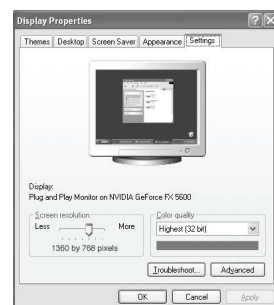 Display Properties
Themes Desktop Screen Saver Appearance Settings
Display:
Plug and Play Monitor on NVIDIA GeForce FX 5600
Screen resolution
Less More
1360 by 768 pixels
Color quality
Highest (32 bit)
Troubleshoot... Advanced
OK Cancel Apply